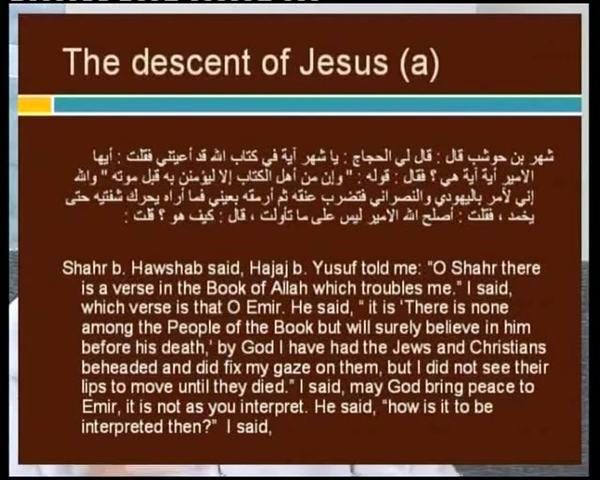 The descent of Jesus (a)
شهر بن حوشب قال : قال لي الحجاج : يا شهر آية في كتاب الله قد أعيتني فقلت : أيها
الامير أية آية هي ؟ فقال : قوله : " وإن من أهل الكتاب إلا ليؤمنن به قبل موته " والله
إني لآمر باليهودي والنصراني فتضرب عنقه ثم أرمقه بعيني فما أراه يحرك شفتيه حتى
يخمد ، فقلت : أصلح الله الامير ليس على ما تأولت ، قال : كيف هو ؟ قلت :
Shahr b. Hawshab said, Hajaj b. Yusuf told me: “O Shahr there
is a verse in the Book of Allah which troubles me.” I said,
which verse is that O Emir. He said, “ it is ‘There is none
among the People of the Book but will surely believe in him
before his death,’ by God I have had the Jews and Christians
beheaded and did fix my gaze on them, but I did not see their
lips to move until they died.” I said, may God bring peace to
Emir, it is not as you interpret. He said, “how is it to be
interpreted then?” I said,